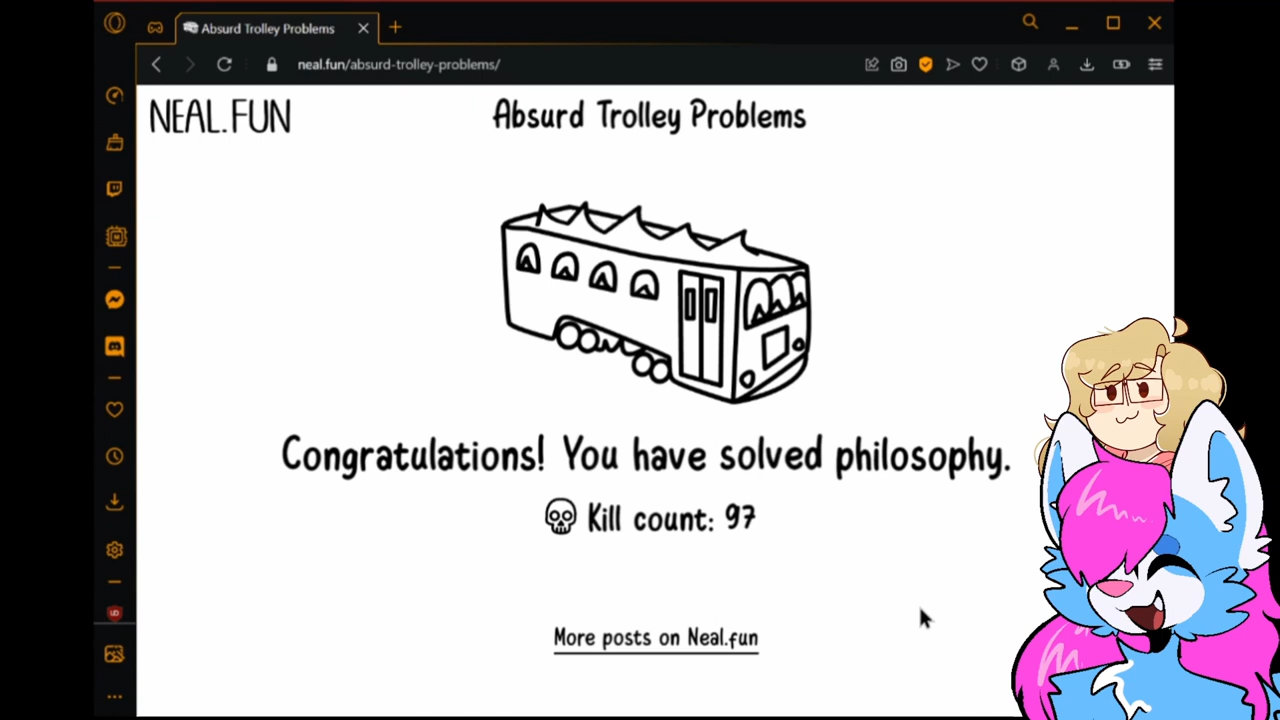 Absurd Trolley Problems
neal.fun/absurd-trolley-problems/
NEAL.FUN
Absurd Trolley Problems
Congratulations! You have solved philosophy.
Kill count: 97
More posts on Neal.fun